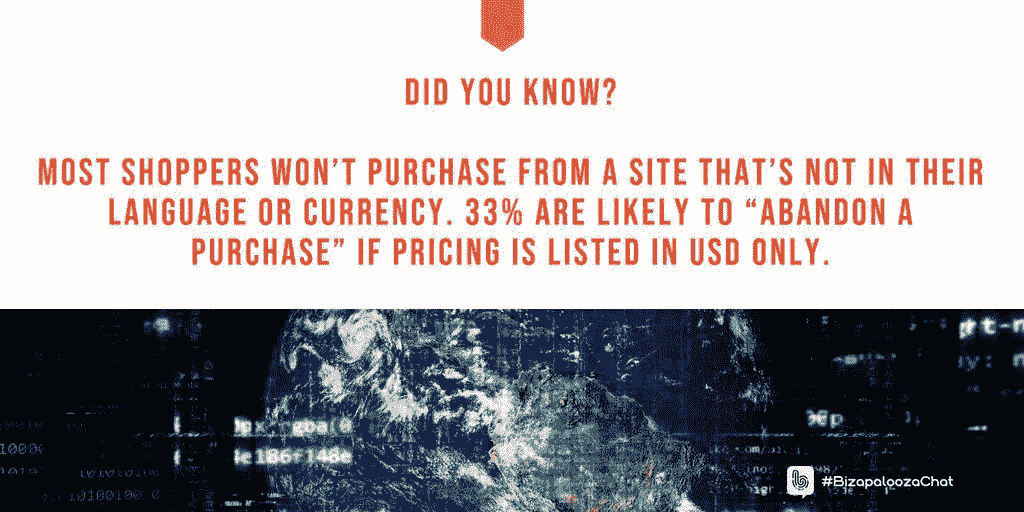 DID YOU KNOW?
MOST SHOPPERS WON'T PURCHASE FROM A SITE THAT'S NOT IN THEIR
LANGUAGE OR CURRENCY. 33% ARE LIKELY TO “ABANDON A
PURCHASE” IF PRICING IS LISTED IN USD ONLY.
#BizapaloozaChat